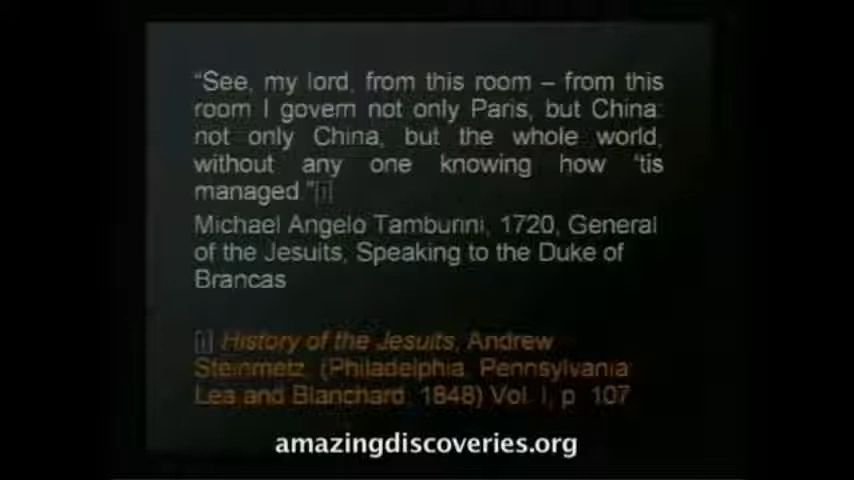 “See, my lord, from this room – from this
room I govern not only Paris, but China:
not only China, but the whole world,
without any one knowing how ‘tis
managed.”[i]
Michael Angelo Tamburini, 1720, General
of the Jesuits, Speaking to the Duke of
Brancas
[i] History of the Jesuits, Andrew
Steinmetz, (Philadelphia, Pennsylvania:
Lea and Blanchard, 1848) Vol. I, p. 107
amazingdiscoveries.org